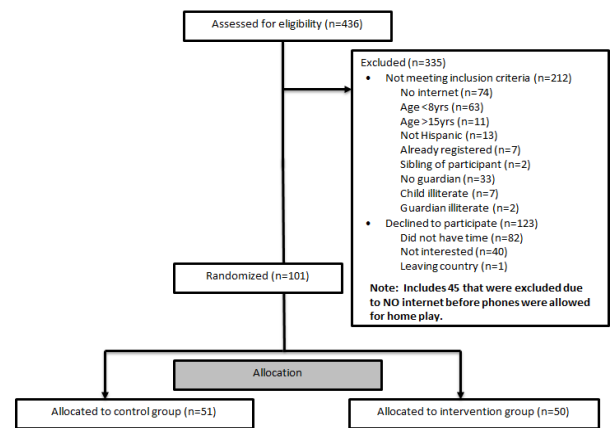 Assessed for eligibility (n=436)
Excluded (n=335)
• Not meeting inclusion criteria (n=212)
No internet (n=74)
Age <8yrs (n=63)
Age >15yrs (n=11)
Not Hispanic (n=13)
Already registered (n=7)
Sibling of participant (n=2)
No guardian (n=33)
Child illiterate (n=7)
Guardian illiterate (n=2)
• Declined to participate (n=123)
Did not have time (n=82)
Not interested (n=40)
Leaving country (n=1)
Note: Includes 45 that were excluded due
to NO internet before phones were allowed
for home play.
Randomized (n=101)
Allocation
Allocated to control group (n=51)
Allocated to intervention group (n=50)